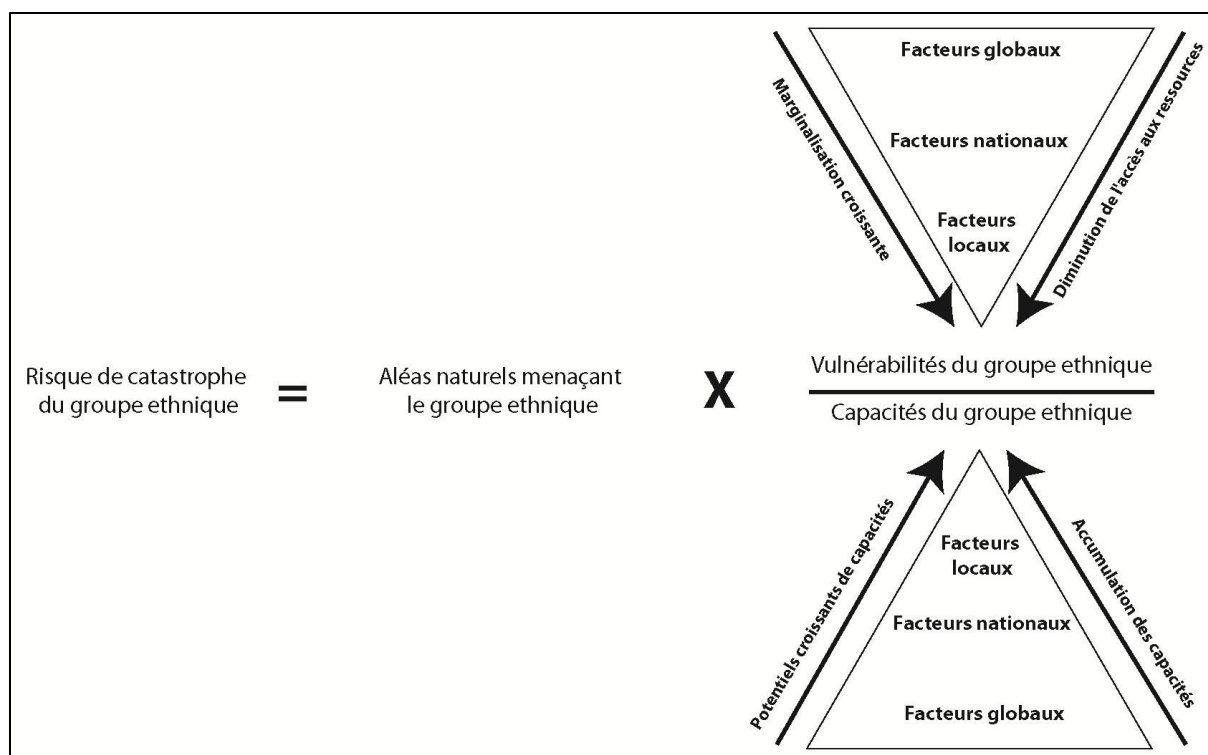 Facteurs globaux
Marginalisation croissante
Diminution de l'accès aux ressources
Facteurs nationaux
Facteurs
locaux
Risque de catastrophe
du groupe ethnique
=
Aléas naturels menaçant
le groupe ethnique
X
Vulnérabilités du groupe ethnique
Capacités du groupe ethnique
Potentiels croissants de capacités
Accumulation des capacités
Facteurs
locaux
Facteurs nationaux
Facteurs globaux